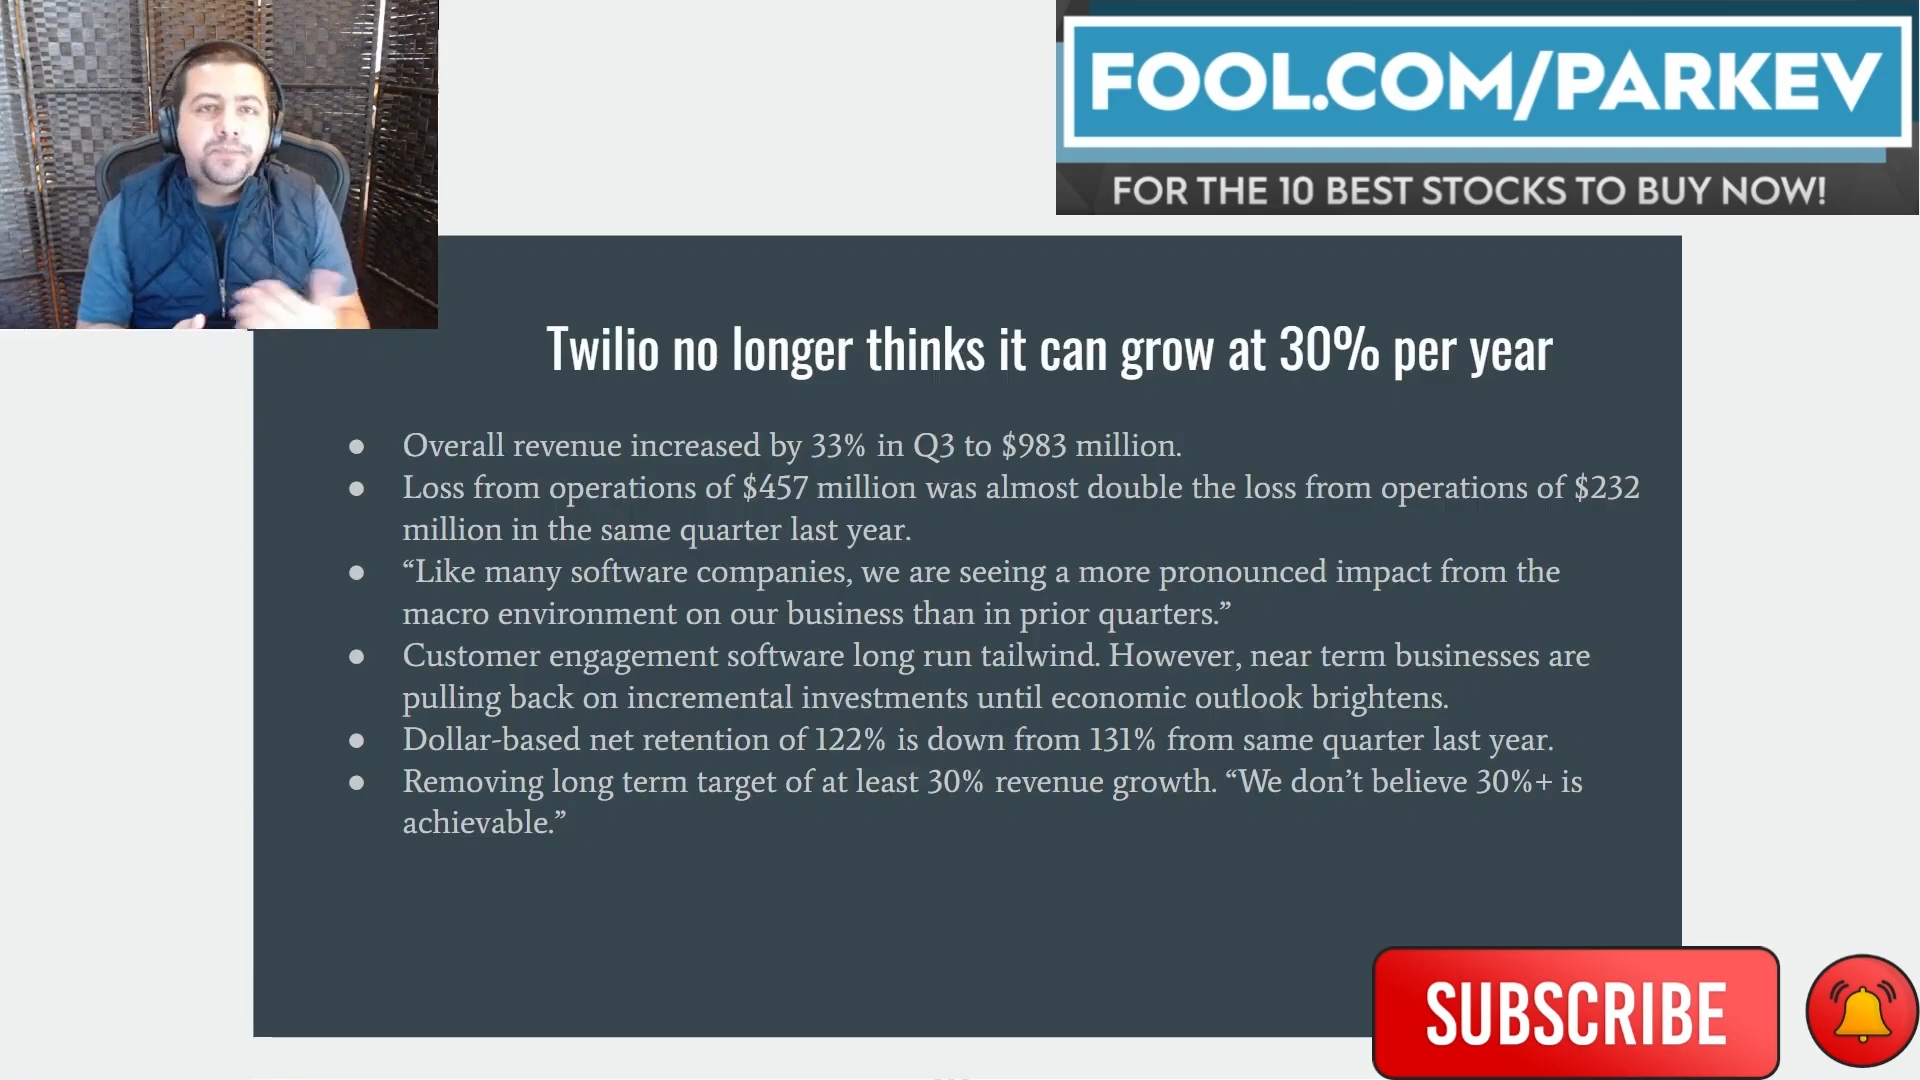 FOOL.COM/PARKEV
FOR THE 10 BEST STOCKS TO BUY NOW!
Twilio no longer thinks it can grow at 30% per year
● Overall revenue increased by 33% in Q3 to $983 million.
● Loss from operations of $457 million was almost double the loss from operations of $232
million in the same quarter last year.
● “Like many software companies, we are seeing a more pronounced impact from the
macro environment on our business than in prior quarters.”
● Customer engagement software long run tailwind. However, near term businesses are
pulling back on incremental investments until economic outlook brightens.
● Dollar-based net retention of 122% is down from 131% from same quarter last year.
● Removing long term target of at least 30% revenue growth. “We don’t believe 30%+ is
achievable.”
SUBSCRIBE